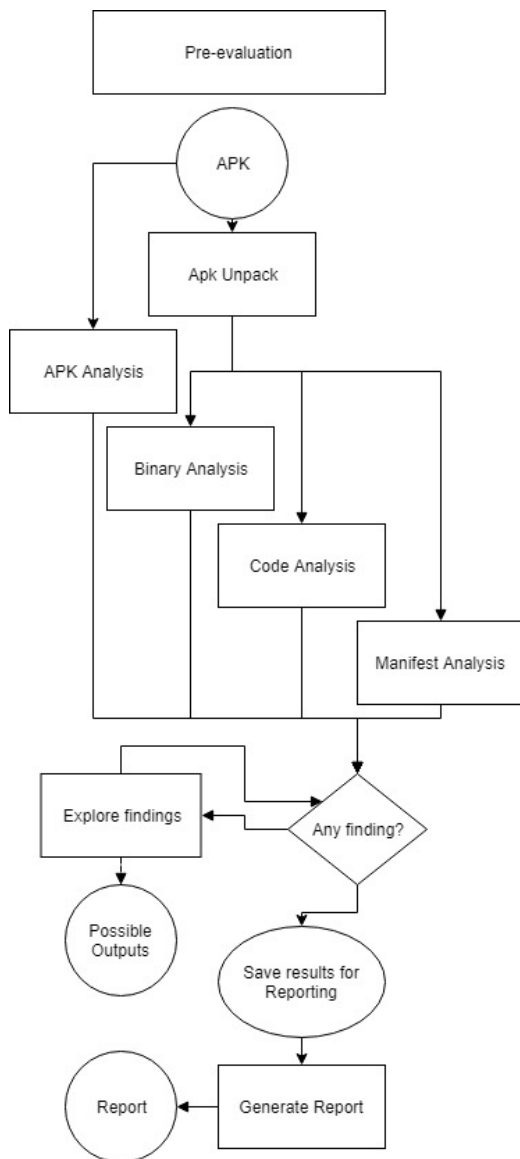 Pre-evaluation
APK
Apk Unpack
APK Analysis
Binary Analysis
Code Analysis
Manifest Analysis
Explore findings
Any finding?
Possible
Outputs
Save results for
Reporting
Report
Generate Report